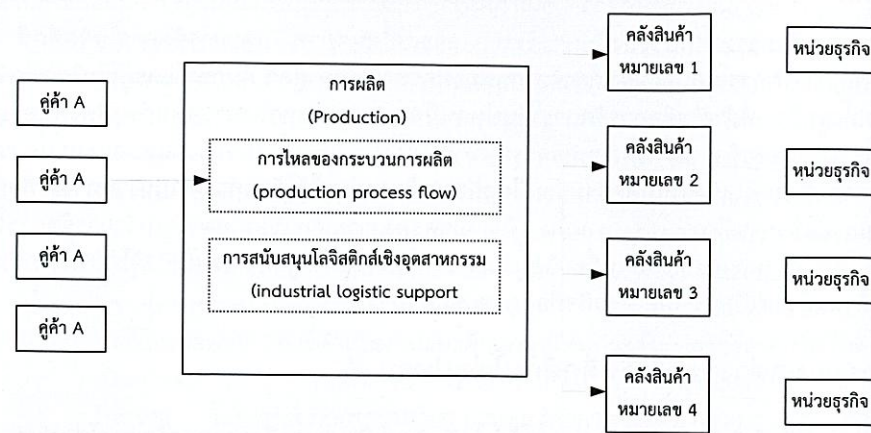 คู่ค้า A
คู่ค้า A
คู่ค้า A
คู่ค้า A
การผลิต
(Production)
การไหลของกระบวนการผลิต
(production process flow)
การสนับสนุนโลจิสติกส์เชิงอุตสาหกรรม
(industrial logistic support
คลังสินค้า
หมายเลข 1
คลังสินค้า
หมายเลข 2
คลังสินค้า
หมายเลข 3
คลังสินค้า
หมายเลข 4
หน่วยธุรกิจ
หน่วยธุรกิจ
หน่วยธุรกิจ
หน่วยธุรกิจ